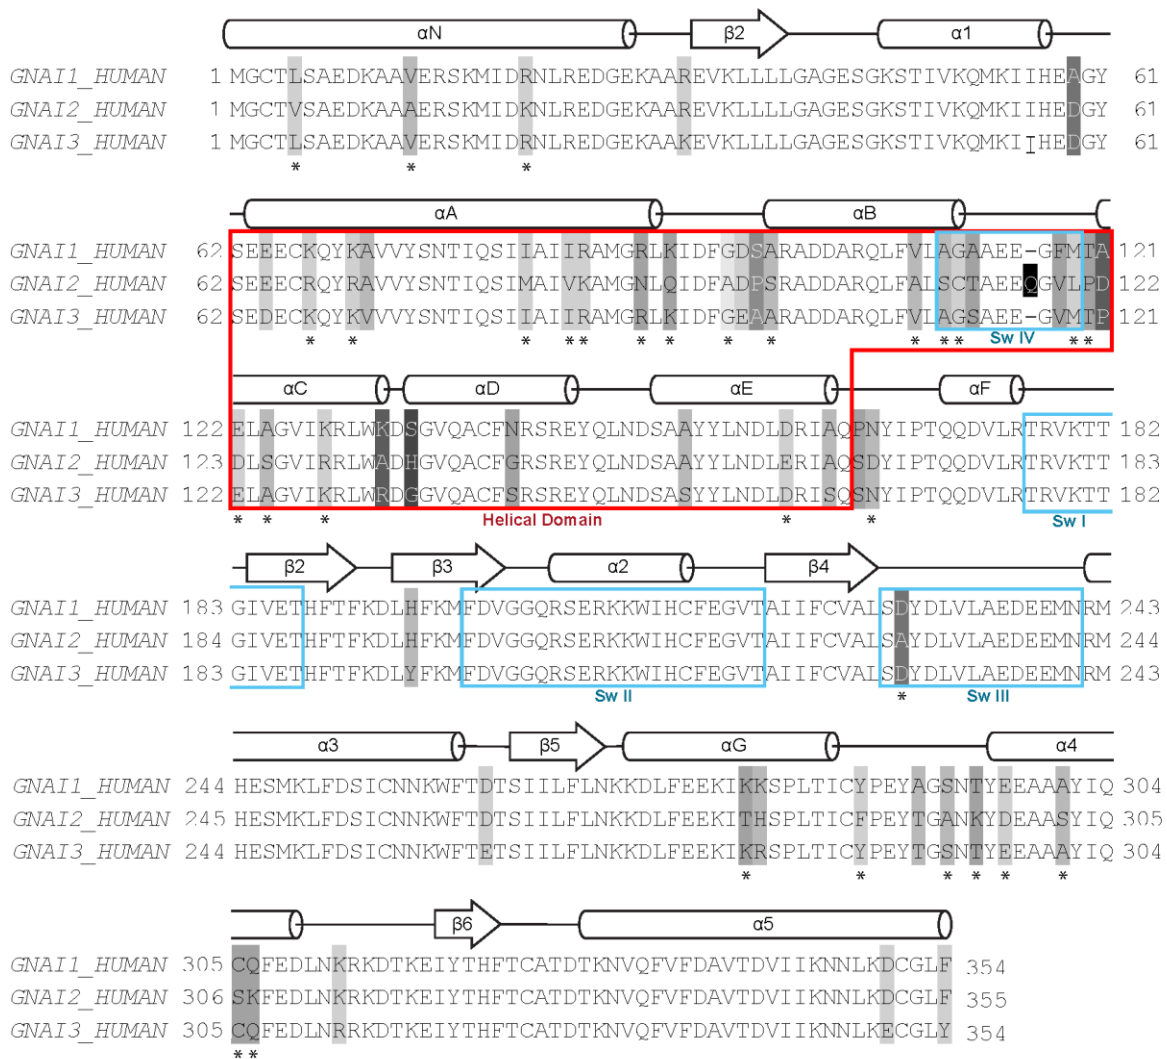 αN β2 α1
GNAI1_HUMAN 1 MGCTLSAEDKAAVERSKMIDRNLREDGEKAAREVKLLLLGAGESGKSTIVKQMKIIHEAGY 61
GNAI2_HUMAN 1 MGCTVSAEDKAAAERSKMIDKNLREDGEKAAREVKLLLLGAGESGKSTIVKQMKIIHEDGY 61
GNAI3_HUMAN 1 MGCTLSAEDKAAVERSKMIDRNLREDGEKAAKEVKLLLLGAGESGKSTIVKQMKIIHEDGY 61
* * *
αA αB
GNAI1_HUMAN 62 SEEECKQYKAVVYSNTIQSIIAIIRAMGRLKIDFGDSARADDARQLFVLAGAAEE-GFMTA 121
GNAI2_HUMAN 62 SEEECRQYRAVVYSNTIQSIMAIVKAMGNLQIDFADPSRADDARQLFALSCTAEEQGVLPD 122
GNAI3_HUMAN 62 SEDECKQYKVVVYSNTIQSIIAIIRAMGRLKIDFGEAARADDARQLFVLAGSAEE-GVMTP 121
* * * * * * * * * * * * * *
Sw IV
αC αD αE αF
GNAI1_HUMAN 122 ELAGVIKRLWKDSGVQACFNRSREYQLNDSAAYYLNDLDRIAQPNYIPTQQDVLRTRVKTT 182
GNAI2_HUMAN 123 DLSGVIRRLWADHGVQACFGRSREYQLNDSAAYYLNDLERIAQSDYIPTQQDVLRTRVKTT 183
GNAI3_HUMAN 122 ELAGVIKRLWRDGGVQACFSRSREYQLNDSASYYLNDLDRISQSNYIPTQQDVLRTRVKTT 182
* * * * *
Helical Domain Sw I
β2 β3 α2 β4
GNAI1_HUMAN 183 GIVETHFTFKDLHFKMFDVGGQRSERKKWIHCFEGVTAIIFCVALSDYDLVLAEDEEMNRM 243
GNAI2_HUMAN 184 GIVETHFTFKDLHFKMFDVGGQRSERKKWIHCFEGVTAIIFCVALSAYDLVLAEDEEMNRM 244
GNAI3_HUMAN 183 GIVETHFTFKDLYFKMFDVGGQRSERKKWIHCFEGVTAIIFCVALSDYDLVLAEDEEMNRM 243
*
Sw II Sw III
α3 β5 αG α4
GNAI1_HUMAN 244 HESMKLFDSICNNKWFTDTSIILFLNKKDLFEEKIKKSPLTICYPEYAGSNTYEEAAAYIQ 304
GNAI2_HUMAN 245 HESMKLFDSICNNKWFTDTSIILFLNKKDLFEEKITHSPLTICFPEYTGANKYDEAASYIQ 305
GNAI3_HUMAN 244 HESMKLFDSICNNKWFTETSIILFLNKKDLFEEKIKRSPLTICYPEYTGSNTYEEAAAYIQ 304
* * * * * *
β6 α5
GNAI1_HUMAN 305 CQFEDLNKRKDTKEIYTHFTCATDTKNVQFVFDAVTDVIIKNNLKDCGLF 354
GNAI2_HUMAN 306 SKFEDLNKRKDTKEIYTHFTCATDTKNVQFVFDAVTDVIIKNNLKDCGLF 355
GNAI3_HUMAN 305 CQFEDLNRRKDTKEIYTHFTCATDTKNVQFVFDAVTDVIIKNNLKECGLY 354
* *